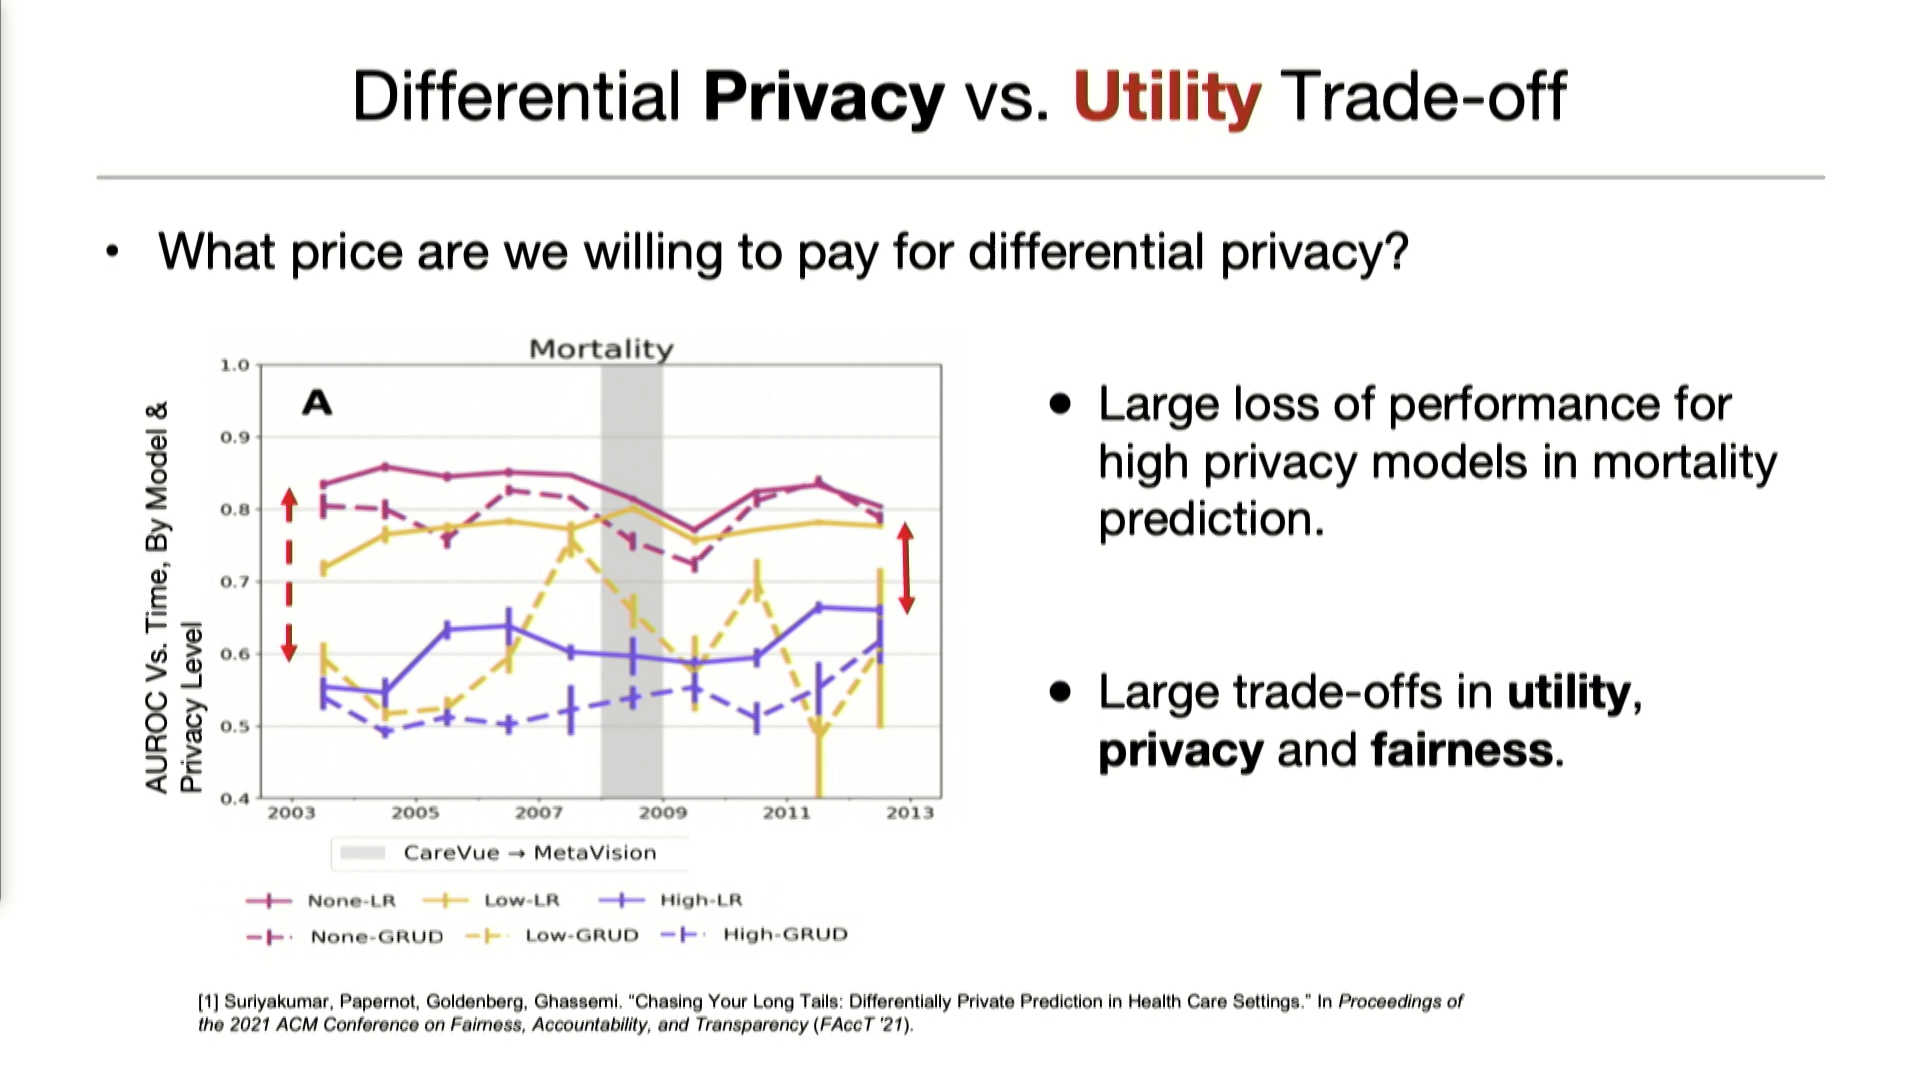 Differential Privacy vs. Utility Trade-off
• What price are we willing to pay for differential privacy?
Mortality
A
1.0
0.9
0.8
0.7
0.6
0.5
0.4
2003 2005 2007 2009 2011 2013
AUROC Vs. Time, By Model &
Privacy Level
CareVue → MetaVision
None-LR Low-LR High-LR
None-GRUD Low-GRUD High-GRUD
● Large loss of performance for
high privacy models in mortality
prediction.
● Large trade-offs in utility,
privacy and fairness.
[1] Suriyakumar, Papernot, Goldenberg, Ghassemi. “Chasing Your Long Tails: Differentially Private Prediction in Health Care Settings.” In Proceedings of
the 2021 ACM Conference on Fairness, Accountability, and Transparency (FAccT '21).